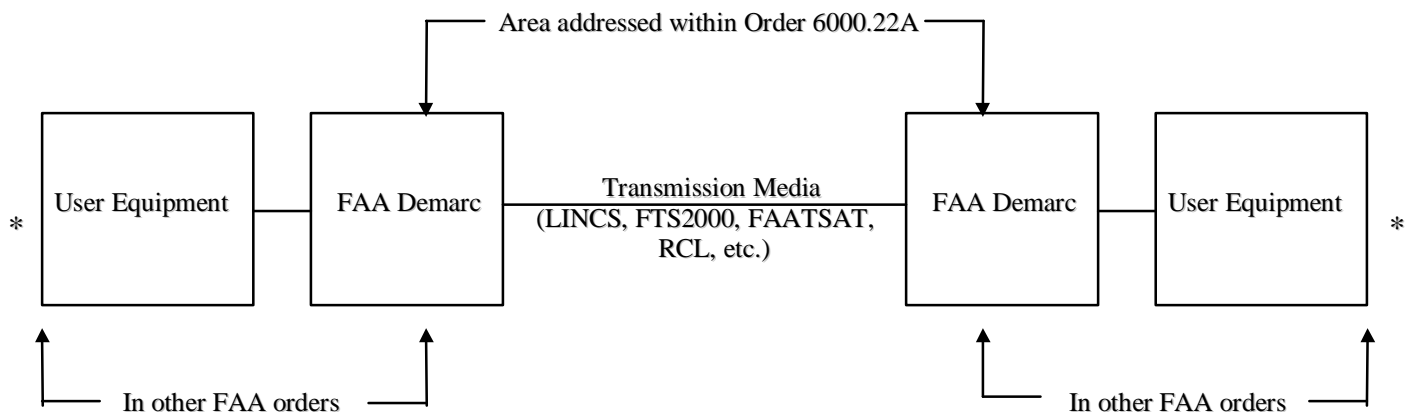 Area addressed within Order 6000.22A
* User Equipment FAA Demarc Transmission Media FAA Demarc User Equipment *
(LINCS, FTS2000, FAATSAT,
RCL, etc.)
In other FAA orders In other FAA orders